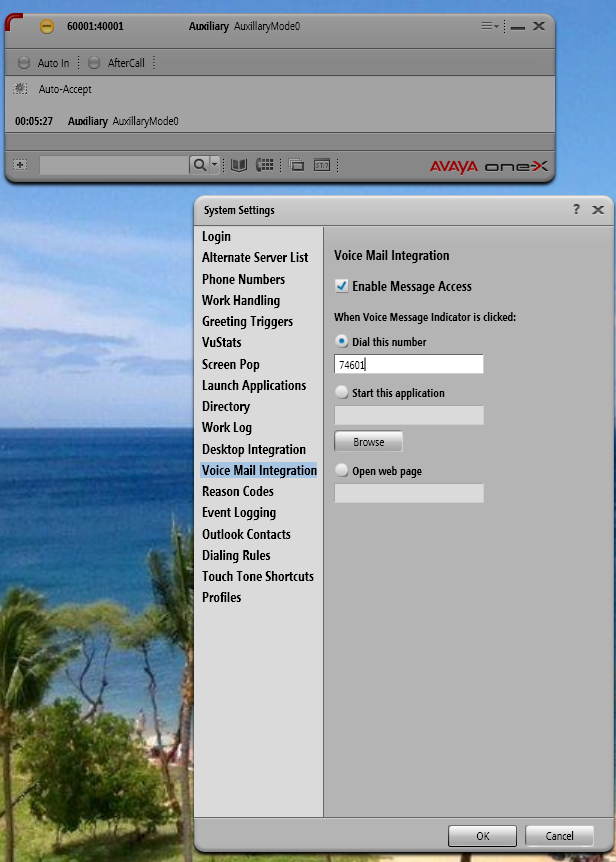 60001:40001 Auxiliary AuxillaryMode0
Auto In AfterCall
Auto-Accept
00:05:27 Auxiliary AuxillaryMode0
AVAYA one-X
System Settings ?
Login
Alternate Server List
Phone Numbers
Work Handling
Greeting Triggers
VuStats
Screen Pop
Launch Applications
Directory
Work Log
Desktop Integration
Voice Mail Integration
Reason Codes
Event Logging
Outlook Contacts
Dialing Rules
Touch Tone Shortcuts
Profiles
Voice Mail Integration
Enable Message Access
When Voice Message Indicator is clicked:
Dial this number
74601
Start this application
Browse
Open web page
OK Cancel